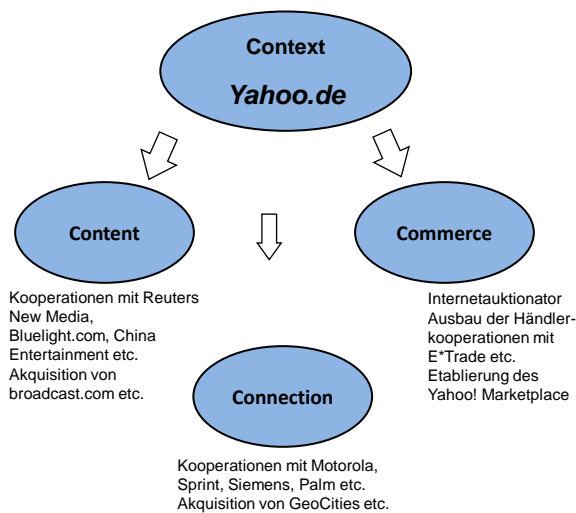 Context
Yahoo.de
Content
Commerce
Kooperationen mit Reuters
New Media,
Bluelight.com, China
Entertainment etc.
Akquisition von
broadcast.com etc.
Internetauktionator
Ausbau der Händler-
kooperationen mit
E*Trade etc.
Etablierung des
Yahoo! Marketplace
Connection
Kooperationen mit Motorola,
Sprint, Siemens, Palm etc.
Akquisition von GeoCities etc.